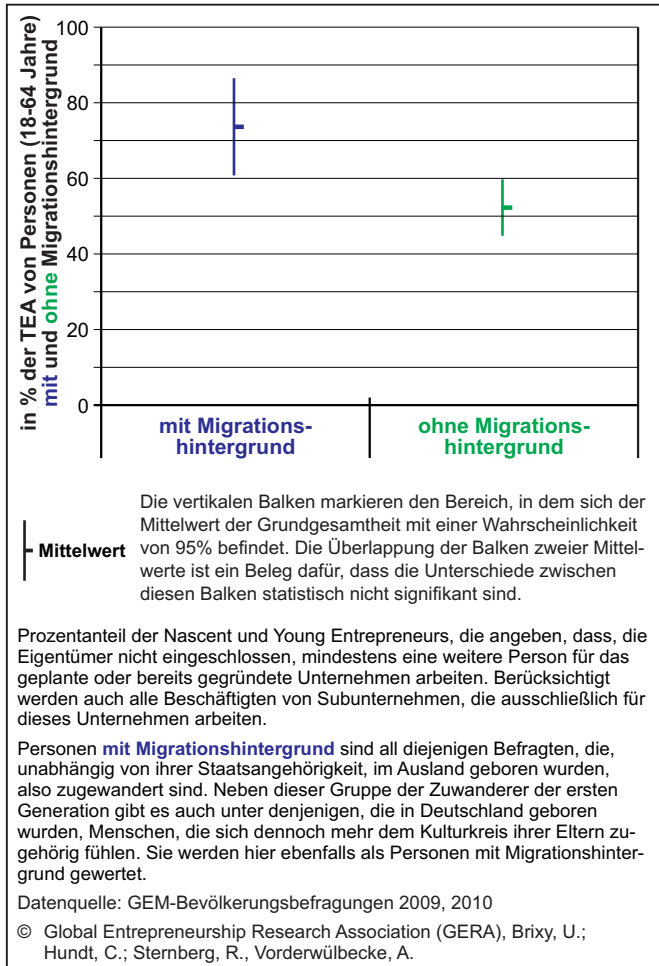 in % der TEA von Personen (18-64 Jahre)
mit und ohne Migrationshintergrund
100
80
60
40
20
0
mit Migrations-
hintergrund
ohne Migrations-
hintergrund
Mittelwert
Die vertikalen Balken markieren den Bereich, in dem sich der
Mittelwert der Grundgesamtheit mit einer Wahrscheinlichkeit
von 95% befindet. Die Überlappung der Balken zweier Mittel-
werte ist ein Beleg dafür, dass die Unterschiede zwischen
diesen Balken statistisch nicht signifikant sind.
Prozentanteil der Nascent und Young Entrepreneurs, die angeben, dass, die
Eigentümer nicht eingeschlossen, mindestens eine weitere Person für das
geplante oder bereits gegründete Unternehmen arbeiten. Berücksichtigt
werden auch alle Beschäftigten von Subunternehmen, die ausschließlich für
dieses Unternehmen arbeiten.
Personen mit Migrationshintergrund sind all diejenigen Befragten, die,
unabhängig von ihrer Staatsangehörigkeit, im Ausland geboren wurden,
also zugewandert sind. Neben dieser Gruppe der Zuwanderer der ersten
Generation gibt es auch unter denjenigen, die in Deutschland geboren
wurden, Menschen, die sich dennoch mehr dem Kulturkreis ihrer Eltern zu-
gehörig fühlen. Sie werden hier ebenfalls als Personen mit Migrationshinter-
grund gewertet.
Datenquelle: GEM-Bevölkerungsbefragungen 2009, 2010
© Global Entrepreneurship Research Association (GERA), Brixy, U.;
Hundt, C.; Sternberg, R., Vorderwülbecke, A.